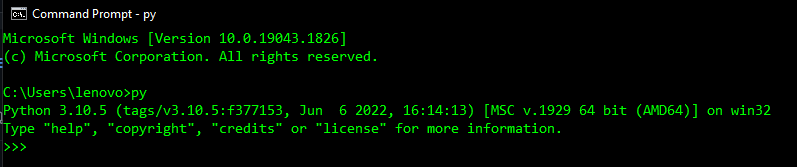 Command Prompt - py
Microsoft Windows [Version 10.0.19043.1826]
(c) Microsoft Corporation. All rights reserved.
C:\Users\lenovo>py
Python 3.10.5 (tags/v3.10.5:f377153, Jun  6 2022, 16:14:13) [MSC v.1929 64 bit (AMD64)] on win32
Type "help", "copyright", "credits" or "license" for more information.
>>>